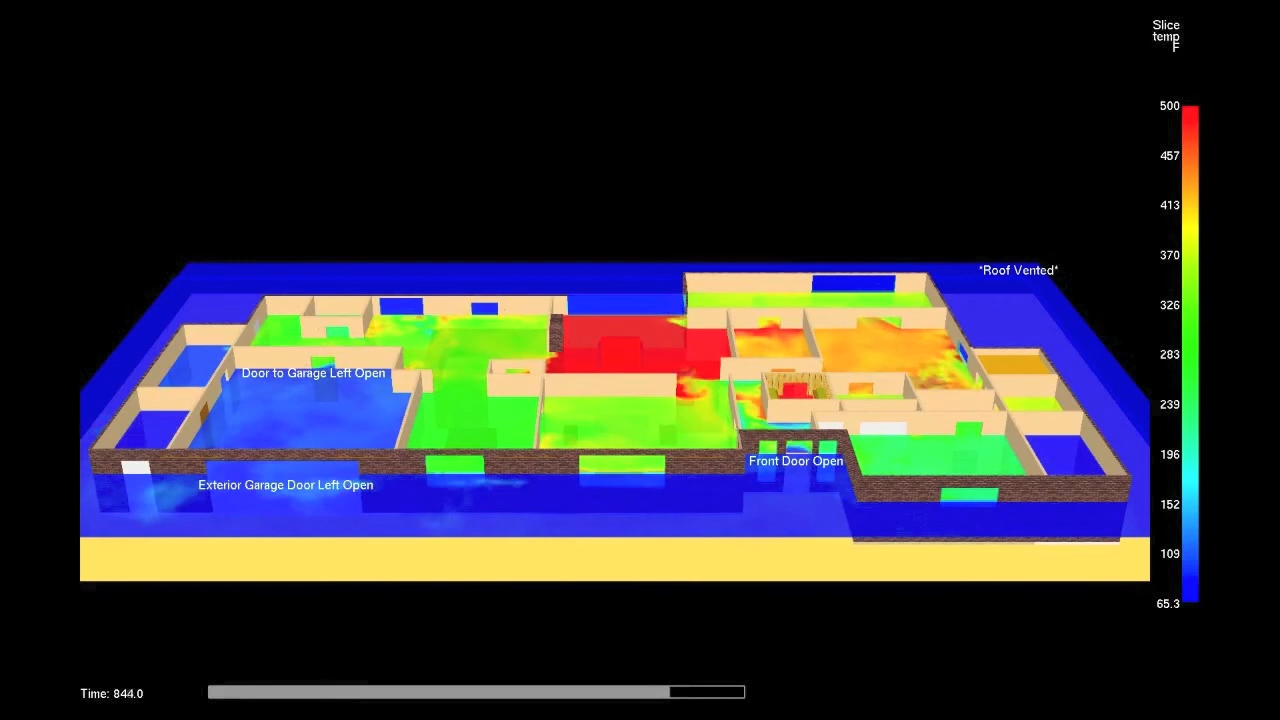 Slice
temp
F
500
457
413
370
326
283
239
196
152
109
65.3
*Roof Vented*
Door to Garage Left Open
Front Door Open
Exterior Garage Door Left Open
Time: 844.0